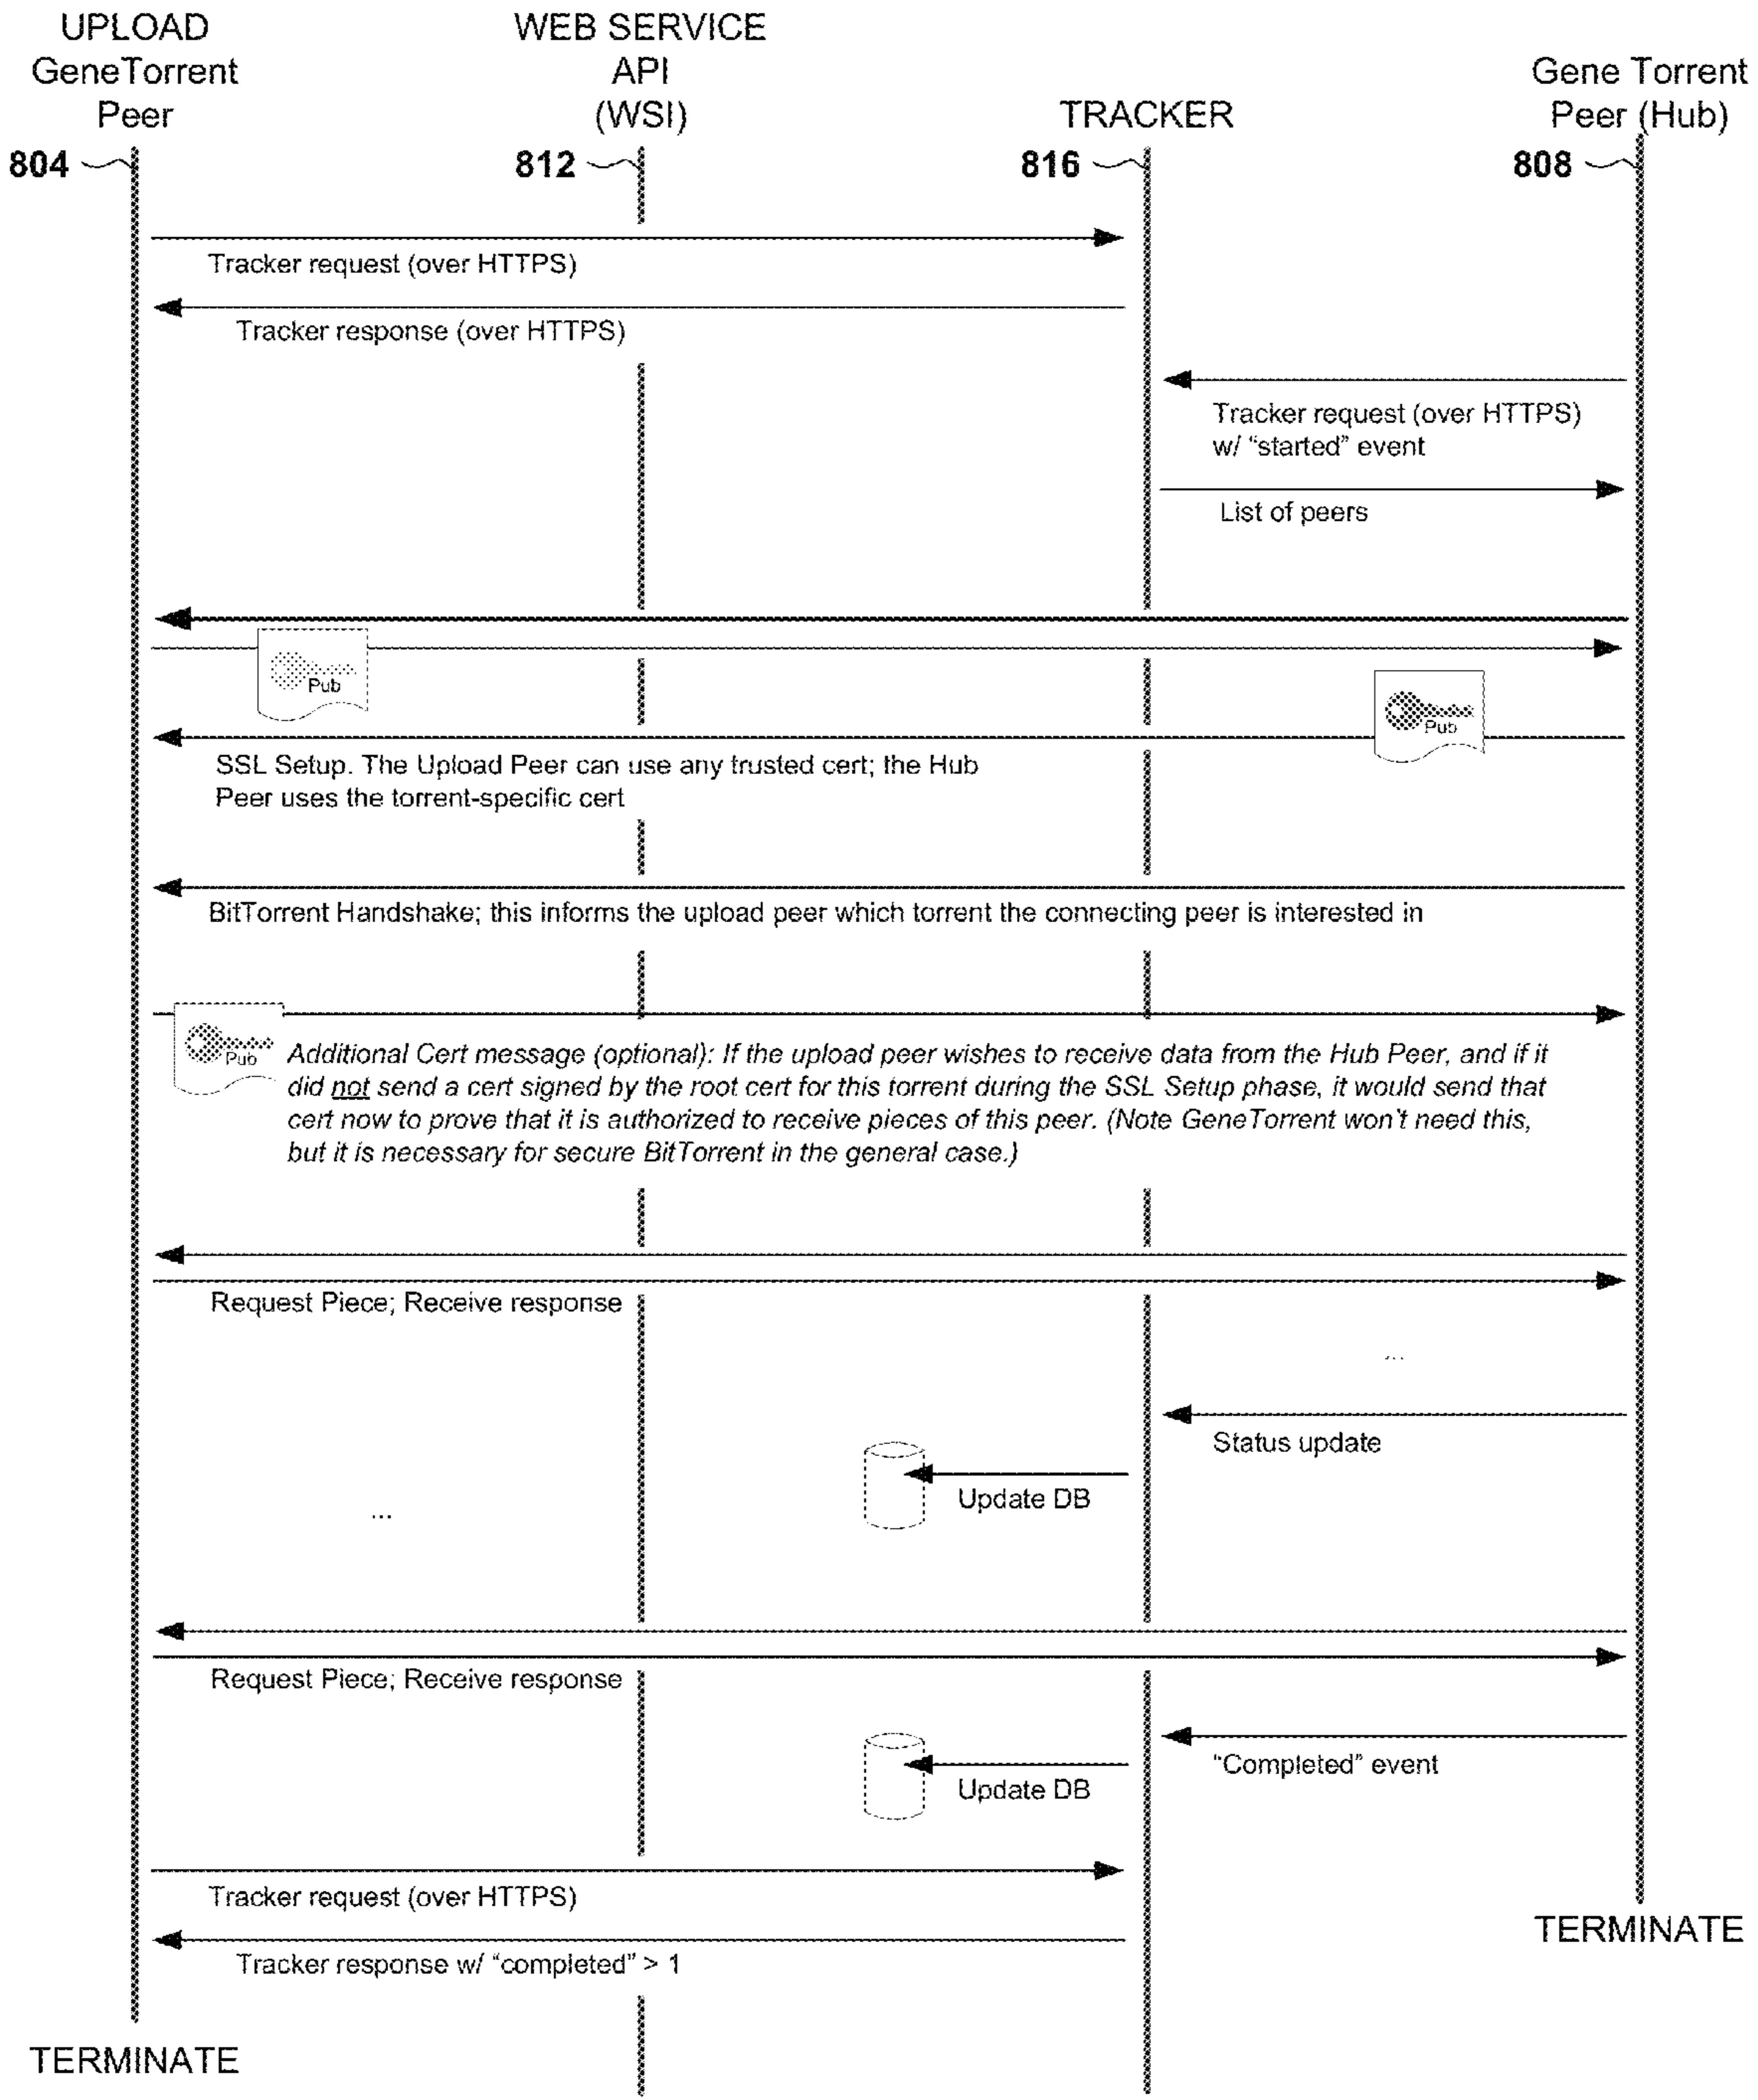 UPLOAD
GeneTorrent
Peer
WEB SERVICE
API
(WSI)
TRACKER
Gene Torrent
Peer (Hub)
804
812
816
808
Tracker request (over HTTPS)
Tracker response (over HTTPS)
Tracker request (over HTTPS)
w/ “started” event
List of peers
Pub
Pub
SSL Setup. The Upload Peer can use any trusted cert; the Hub
Peer uses the torrent-specific cert
BitTorrent Handshake; this informs the upload peer which torrent the connecting peer is interested in
Pub
Additional Cert message (optional): If the upload peer wishes to receive data from the Hub Peer, and if it
did not send a cert signed by the root cert for this torrent during the SSL Setup phase, it would send that
cert now to prove that it is authorized to receive pieces of this peer. (Note GeneTorrent won't need this,
but it is necessary for secure BitTorrent in the general case.)
Request Piece; Receive response
...
Status update
Update DB
...
Request Piece; Receive response
“Completed” event
Update DB
Tracker request (over HTTPS)
TERMINATE
Tracker response w/ “completed” > 1
TERMINATE